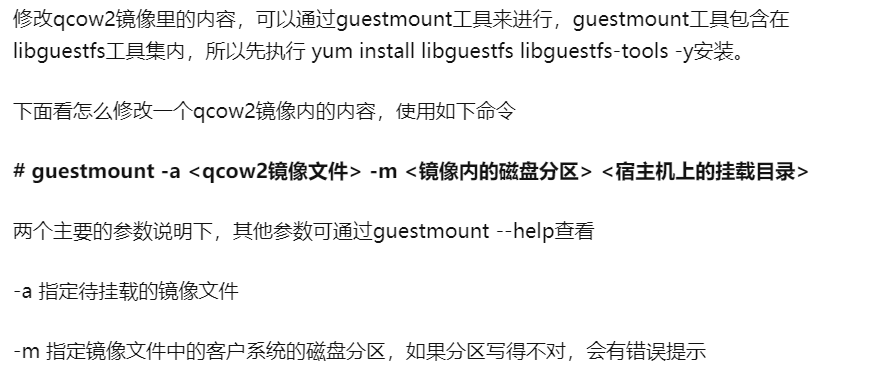 修改qcow2镜像里的内容，可以通过guestmount工具来进行，guestmount工具包含在
libguestfs工具集内，所以先执行 yum install libguestfs libguestfs-tools -y安装。
下面看怎么修改一个qcow2镜像内的内容，使用如下命令
# guestmount -a <qcow2镜像文件> -m <镜像内的磁盘分区> <宿主机上的挂载目录>
两个主要的参数说明下，其他参数可通过guestmount --help查看
-a 指定待挂载的镜像文件
-m 指定镜像文件中的客户系统的磁盘分区，如果分区写得不对，会有错误提示